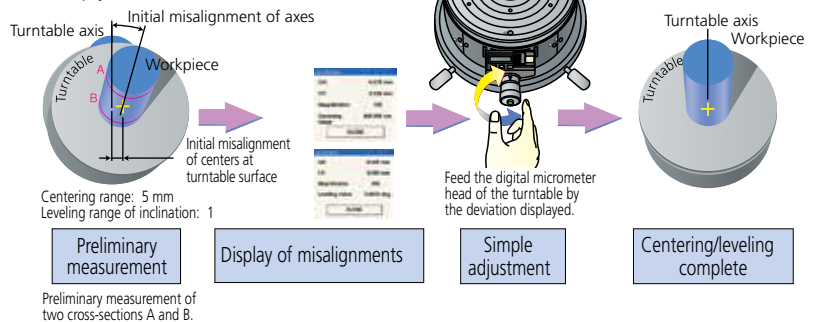 Initial misalignment of axes
Turntable axis
Workpiece
Turntable
A
B
Initial misalignment
of centers at
turntable surface
Centering range: 5 mm
Leveling range of inclination: 1
Feed the digital micrometer
head of the turntable by
the deviation displayed.
Turntable axis
Workpiece
Turntable
Preliminary
measurement
Display of misalignments
Simple
adjustment
Centering/leveling
complete
Preliminary measurement of
two cross-sections A and B.